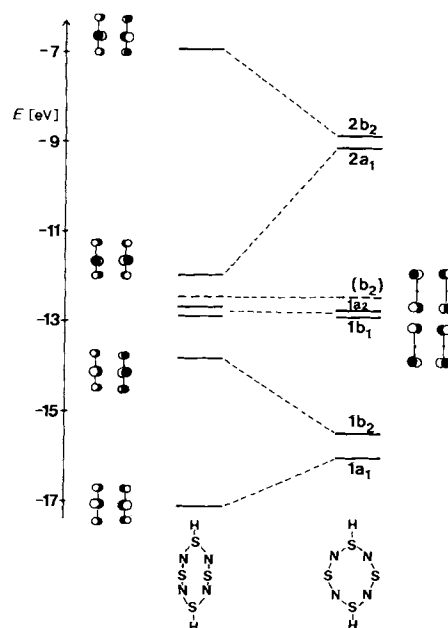 -7
E [eV]
-9
2b₂
2a₁
-11
(b₂)
1a₂
-13
1b₁
-15
1b₂
1a₁
-17
H H
S S
N N N N
S S S S
N N N N
S S
H H